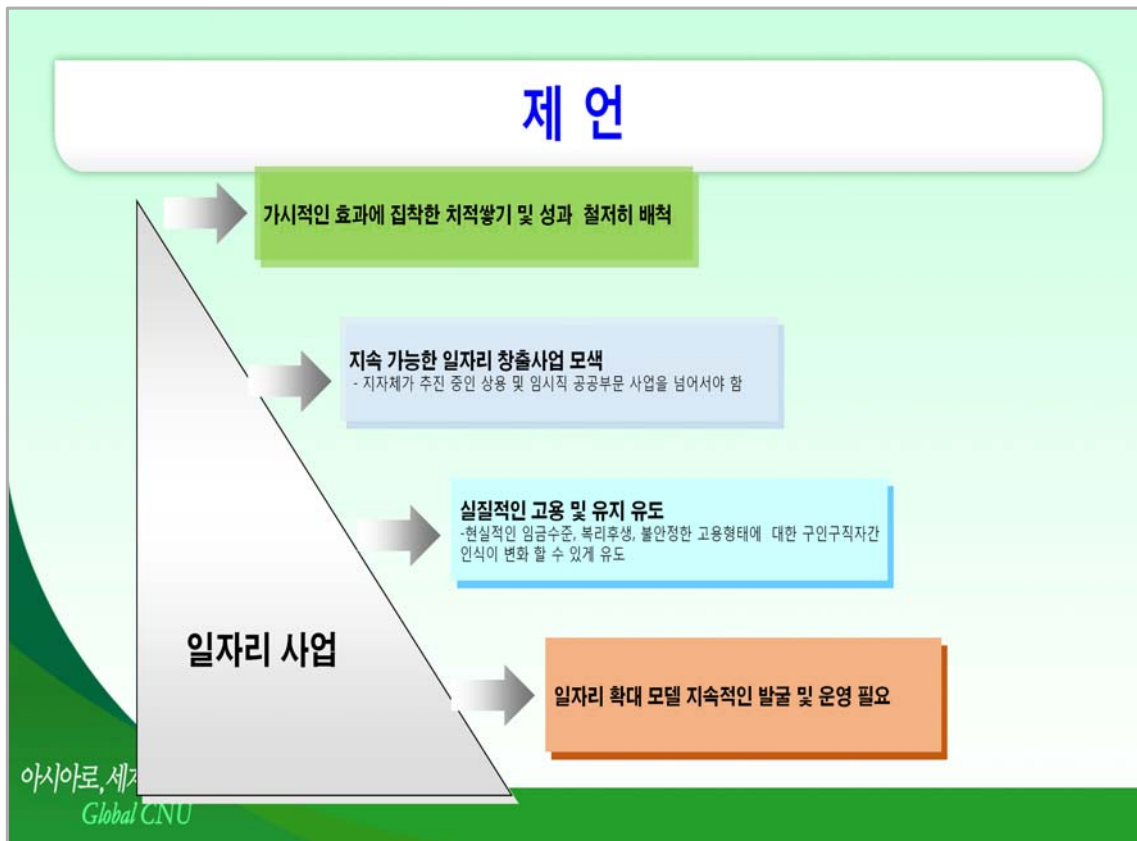 제 언
가시적인 효과에 집착한 치적쌓기 및 성과 철저히 배척
지속 가능한 일자리 창출사업 모색
- 지자체가 추진 중인 상용 및 임시직 공공부문 사업을 넘어서야 함
실질적인 고용 및 유지 유도
-현실적인 임금수준, 복리후생, 불안정한 고용형태에 대한 구인구직자간
인식이 변화 할 수 있게 유도
일자리 사업
일자리 확대 모델 지속적인 발굴 및 운영 필요
아시아로,
Global CNU